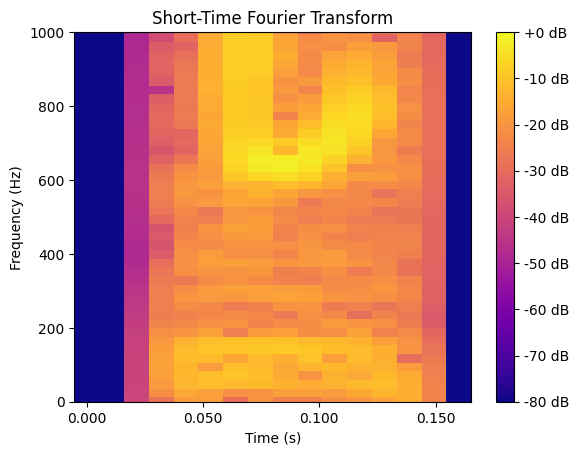 Short-Time Fourier Transform
1000
800
600
400
200
0
Frequency (Hz)
0.000
0.050
0.100
0.150
Time (s)
+0 dB
-10 dB
-20 dB
-30 dB
-40 dB
-50 dB
-60 dB
-70 dB
-80 dB